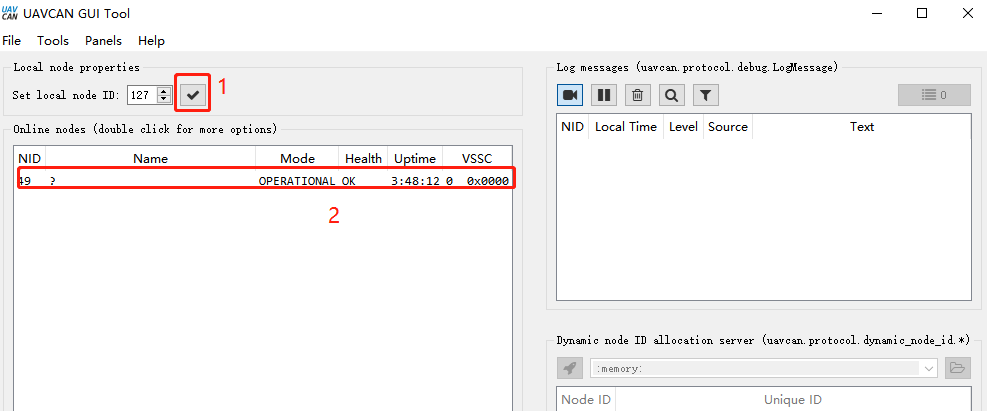 UAV CAN UAVCAN GUI Tool
File Tools Panels Help
Local node properties
Set local node ID: 127 1
Online nodes (double click for more options)
NID Name Mode Health Uptime VSSC
49 ? OPERATIONAL OK 3:48:12 0 0x0000
2
Log messages (uavcan.protocol.debug.LogMessage)
0
NID Local Time Level Source Text
Dynamic node ID allocation server (uavcan.protocol.dynamic_node_id.*)
:memory:
Node ID Unique ID